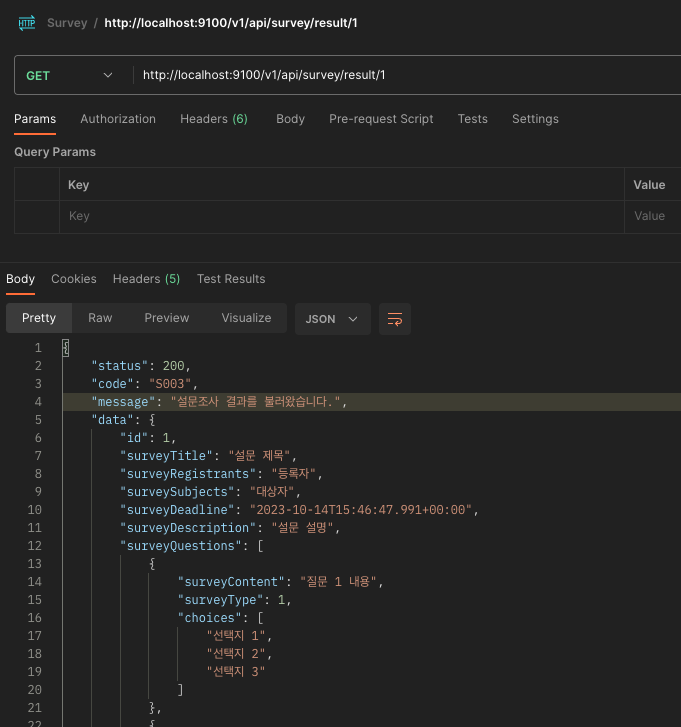 HTTP Survey / http://localhost:9100/v1/api/survey/result/1
GET http://localhost:9100/v1/api/survey/result/1
Params Authorization Headers (6) Body Pre-request Script Tests Settings
Query Params
Key Value
Key Value
Body Cookies Headers (5) Test Results
Pretty Raw Preview Visualize JSON
1 {
2 "status": 200,
3 "code": "S003",
4 "message": "설문조사 결과를 불러왔습니다.",
5 "data": {
6 "id": 1,
7 "surveyTitle": "설문 제목",
8 "surveyRegistrants": "등록자",
9 "surveySubjects": "대상자",
10 "surveyDeadline": "2023-10-14T15:46:47.991+00:00",
11 "surveyDescription": "설문 설명",
12 "surveyQuestions": [
13 {
14 "surveyContent": "질문 1 내용",
15 "surveyType": 1,
16 "choices": [
17 "선택지 1",
18 "선택지 2",
19 "선택지 3"
20 ]
21 },
22 {